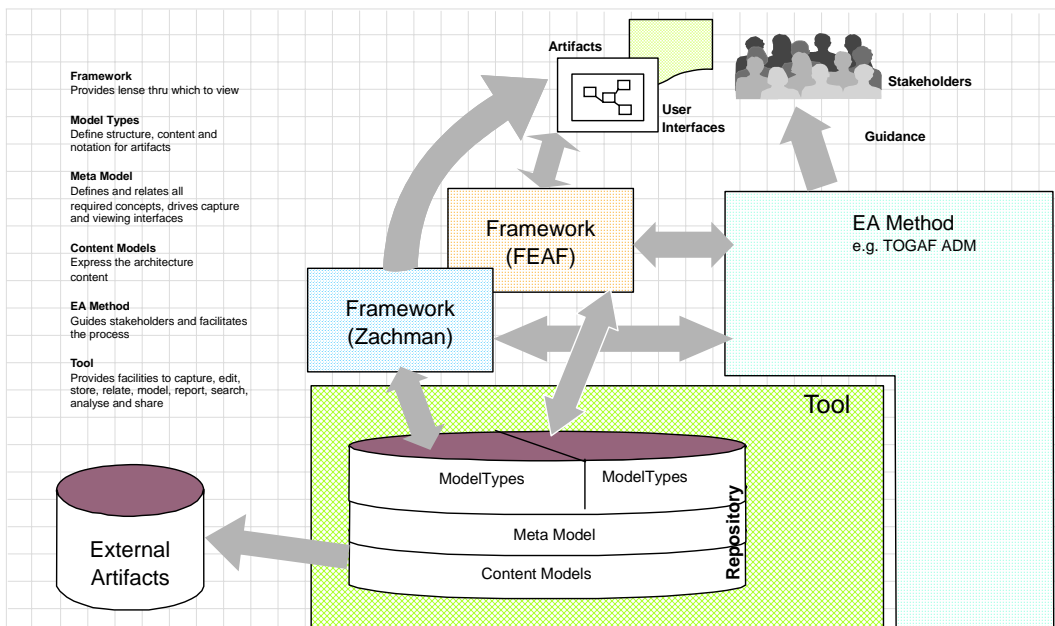 Framework
Provides lense thru which to view
Model Types
Define structure, content and
notation for artifacts
Meta Model
Defines and relates all
required concepts, drives capture
and viewing interfaces
Content Models
Express the architecture
content
EA Method
Guides stakeholders and facilitates
the process
Tool
Provides facilities to capture, edit,
store, relate, model, report, search,
analyse and share
Artifacts
User
Interfaces
Stakeholders
Guidance
Framework
(FEAF)
EA Method
e.g. TOGAF ADM
Framework
(Zachman)
Tool
ModelTypes
ModelTypes
Meta Model
Content Models
Repository
External
Artifacts